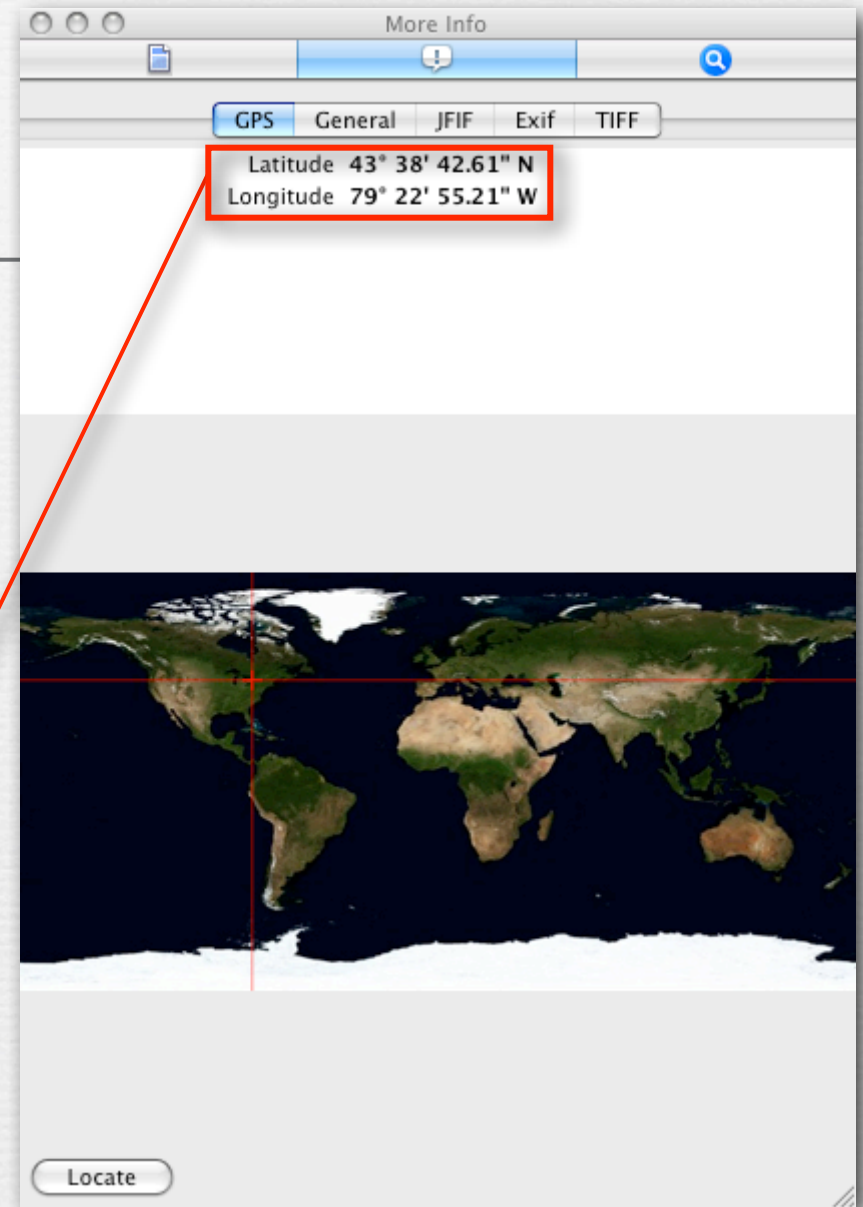 More Info
GPS General JFIF Exif TIFF
Latitude 43° 38' 42.61" N
Longitude 79° 22' 55.21" W
Locate